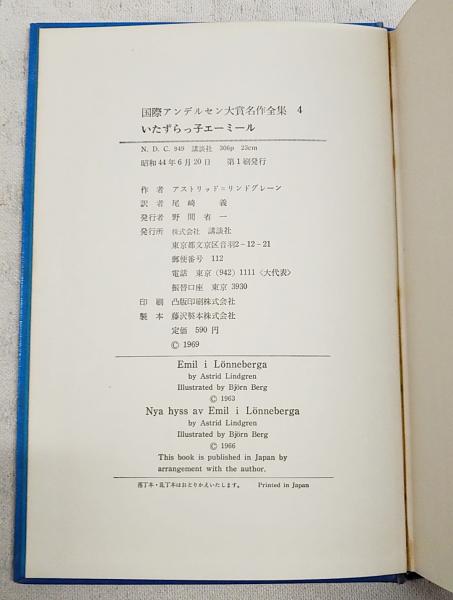 国際アンデルセン大賞名作全集 4
いたずらっ子エーミール
N. D. C. 949 講談社 306p 23cm
昭和44年6月20日 第1刷発行
作者 アストリッド=リンドグレーン
訳者 尾崎 義
発行者 野間省一
発行所 株式会社 講談社
東京都文京区音羽2-12-21
郵便番号 112
電話 東京 (942) 1111〈大代表〉
振替口座 東京 3930
印刷 凸版印刷株式会社
製本 藤沢製本株式会社
定価 590円
© 1969
Emil i Lönneberga
by Astrid Lindgren
Illustrated by Björn Berg
© 1963
Nya hyss av Emil i Lönneberga
by Astrid Lindgren
Illustrated by Björn Berg
© 1966
This book is published in Japan by
arrangement with the author.
落丁本・乱丁本はおとりかえいたします。 Printed in Japan